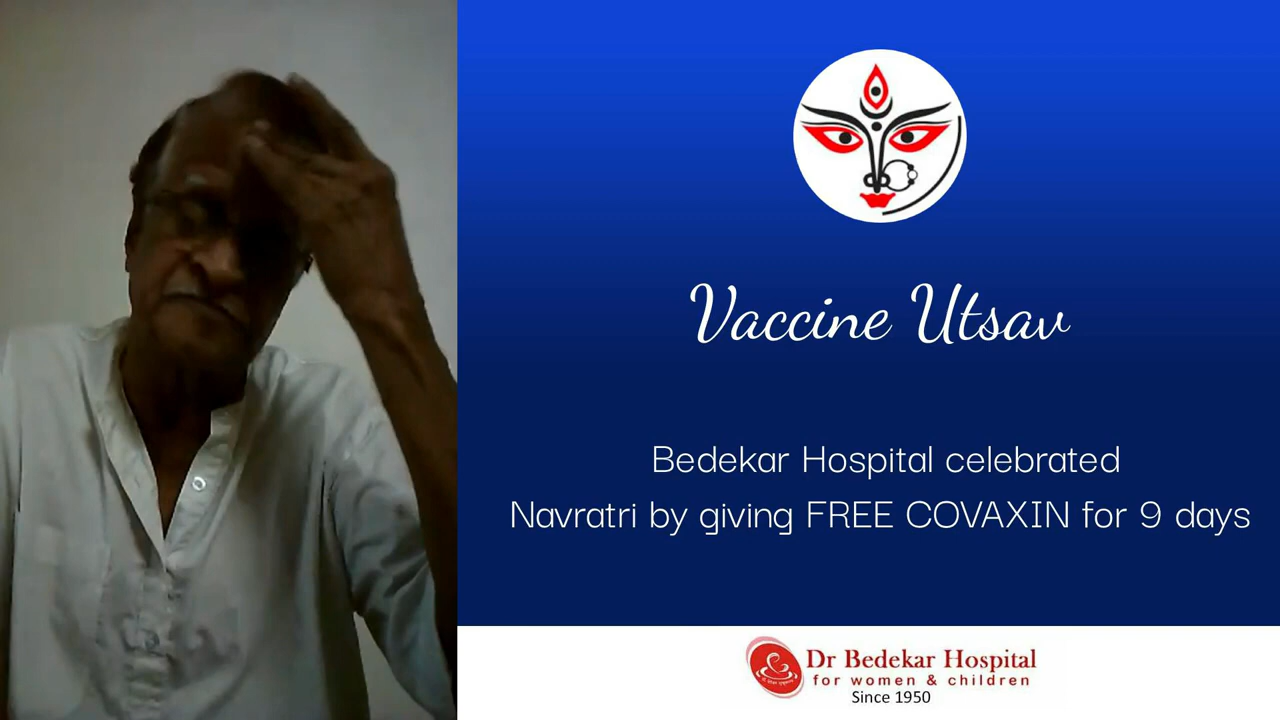 Vaccine Utsav
Bedekar Hospital celebrated
Navratri by giving FREE COVAXIN for 9 days
Dr Bedekar Hospital
for women & children
Since 1950